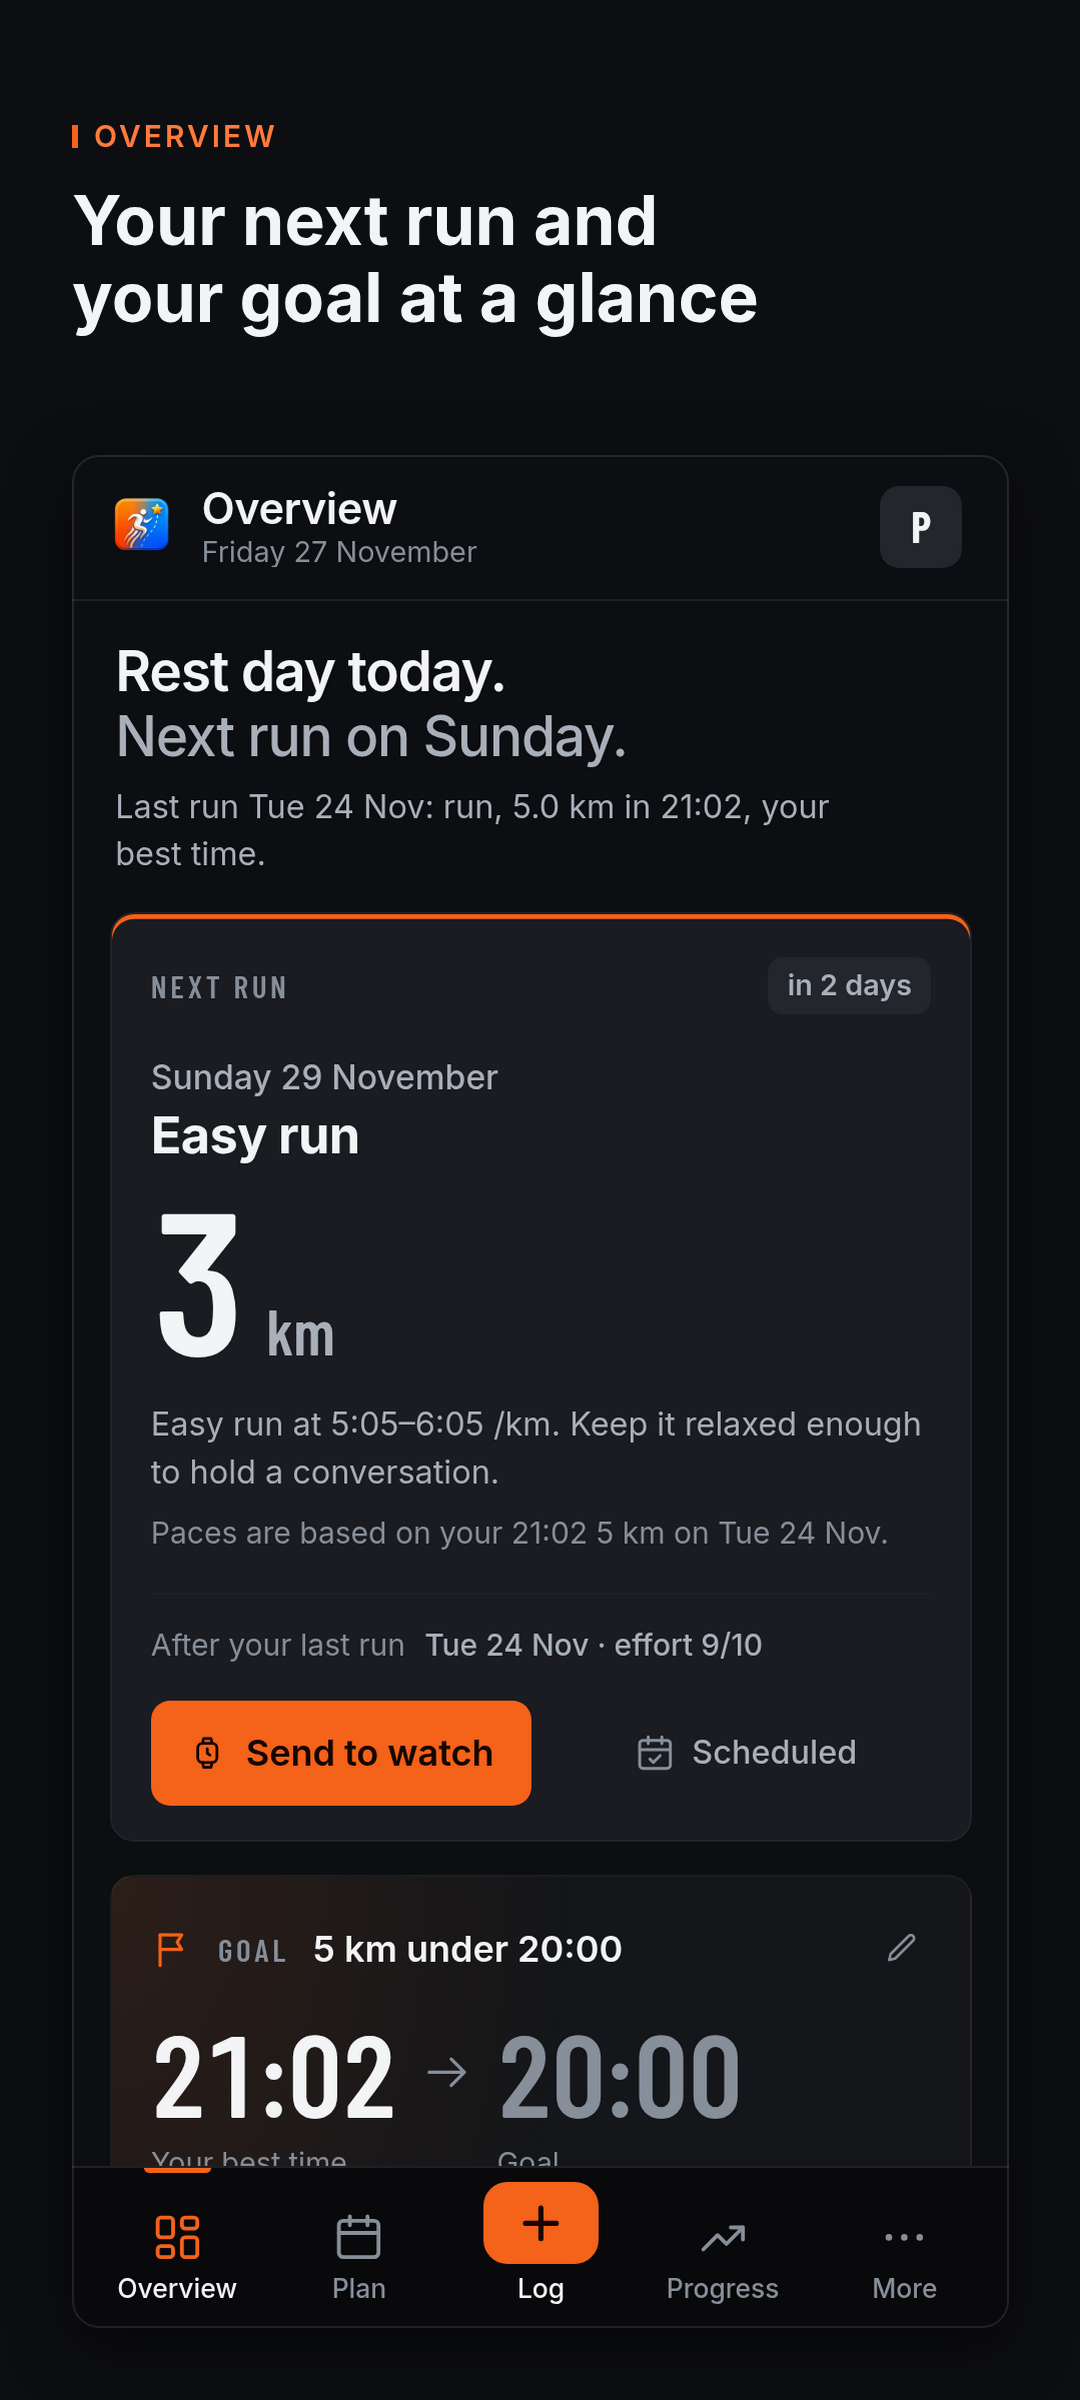 OVERVIEW
Your next run and
your goal at a glance
Overview
Friday 27 November
P
Rest day today.
Next run on Sunday.
Last run Tue 24 Nov: run, 5.0 km in 21:02, your
best time.
NEXT RUN
in 2 days
Sunday 29 November
Easy run
3 km
Easy run at 5:05–6:05 /km. Keep it relaxed enough
to hold a conversation.
Paces are based on your 21:02 5 km on Tue 24 Nov.
After your last run Tue 24 Nov · effort 9/10
Send to watch
Scheduled
GOAL 5 km under 20:00
21:02 → 20:00
Your best time
Goal
Overview
Plan
Log
Progress
More